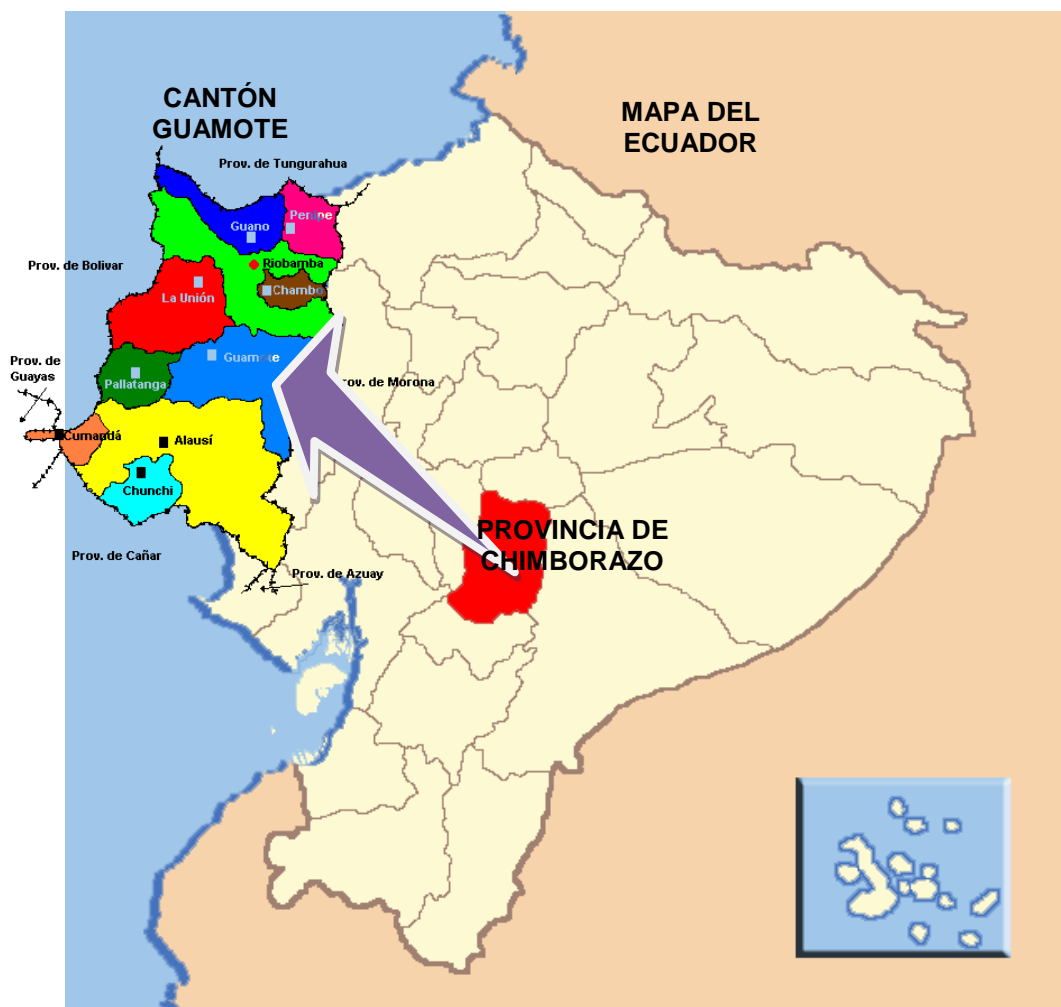 CANTÓN
GUAMOTE
MAPA DEL
ECUADOR
Prov. de Tungurahua
Penipe
Guano
Prov. de Bolivar
Riobamba
Chambo
La Unión
Prov. de
Guayas
Guamote
Pallatanga
Prov. de Morona
Cumandá
Alausí
Chunchi
PROVINCIA DE
CHIMBORAZO
Prov. de Cañar
Prov. de Azuay